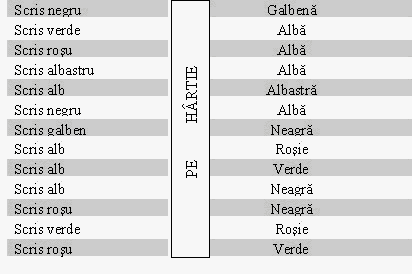 Scris negru Galbenă
Scris verde Albă
Scris roșu Albă
Scris albastru Albă
Scris alb Albastră
Scris negru Albă
Scris galben Neagră
Scris alb Roșie
Scris alb Verde
Scris alb Neagră
Scris roșu Neagră
Scris verde Roșie
Scris roșu Verde
PE HÂRTIE